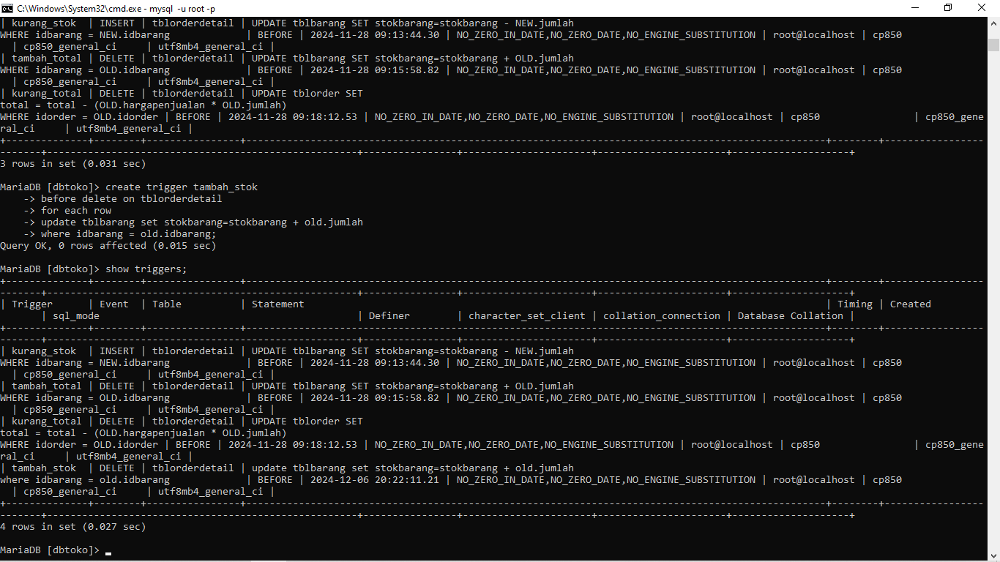 C:\Windows\System32\cmd.exe - mysql  -u root -p
| kurang_stok  | INSERT | tblorderdetail | UPDATE tblbarang SET stokbarang=stokbarang - NEW.jumlah
WHERE idbarang = NEW.idbarang             | BEFORE | 2024-11-28 09:13:44.30 | NO_ZERO_IN_DATE,NO_ZERO_DATE,NO_ENGINE_SUBSTITUTION | root@localhost | cp850
  | cp850_general_ci     | utf8mb4_general_ci |
| tambah_total | DELETE | tblorderdetail | UPDATE tblbarang SET stokbarang=stokbarang + OLD.jumlah
WHERE idbarang = OLD.idbarang             | BEFORE | 2024-11-28 09:15:58.82 | NO_ZERO_IN_DATE,NO_ZERO_DATE,NO_ENGINE_SUBSTITUTION | root@localhost | cp850
  | cp850_general_ci     | utf8mb4_general_ci |
| kurang_total | DELETE | tblorderdetail | UPDATE tblorder SET
total = total - (OLD.hargapenjualan * OLD.jumlah)
WHERE idorder = OLD.idorder | BEFORE | 2024-11-28 09:18:12.53 | NO_ZERO_IN_DATE,NO_ZERO_DATE,NO_ENGINE_SUBSTITUTION | root@localhost | cp850                | cp850_gene
ral_ci     | utf8mb4_general_ci |
+--------------+--------+----------------+----------------------------------------------------------------------------------------------------+--------+-----------------
-------+-----------------------------------------------------+----------------+----------------------+----------------------+--------------------+
3 rows in set (0.031 sec)
MariaDB [dbtoko]> create trigger tambah_stok
    -> before delete on tblorderdetail
    -> for each row
    -> update tblbarang set stokbarang=stokbarang + old.jumlah
    -> where idbarang = old.idbarang;
Query OK, 0 rows affected (0.015 sec)
MariaDB [dbtoko]> show triggers;
+--------------+--------+----------------+----------------------------------------------------------------------------------------------------+--------+-----------------
-------+-----------------------------------------------------+----------------+----------------------+----------------------+--------------------+
| Trigger      | Event  | Table          | Statement                                                                                          | Timing | Created
       | sql_mode                                            | Definer        | character_set_client | collation_connection | Database Collation |
+--------------+--------+----------------+----------------------------------------------------------------------------------------------------+--------+-----------------
-------+-----------------------------------------------------+----------------+----------------------+----------------------+--------------------+
| kurang_stok  | INSERT | tblorderdetail | UPDATE tblbarang SET stokbarang=stokbarang - NEW.jumlah
WHERE idbarang = NEW.idbarang             | BEFORE | 2024-11-28 09:13:44.30 | NO_ZERO_IN_DATE,NO_ZERO_DATE,NO_ENGINE_SUBSTITUTION | root@localhost | cp850
  | cp850_general_ci     | utf8mb4_general_ci |
| tambah_total | DELETE | tblorderdetail | UPDATE tblbarang SET stokbarang=stokbarang + OLD.jumlah
WHERE idbarang = OLD.idbarang             | BEFORE | 2024-11-28 09:15:58.82 | NO_ZERO_IN_DATE,NO_ZERO_DATE,NO_ENGINE_SUBSTITUTION | root@localhost | cp850
  | cp850_general_ci     | utf8mb4_general_ci |
| kurang_total | DELETE | tblorderdetail | UPDATE tblorder SET
total = total - (OLD.hargapenjualan * OLD.jumlah)
WHERE idorder = OLD.idorder | BEFORE | 2024-11-28 09:18:12.53 | NO_ZERO_IN_DATE,NO_ZERO_DATE,NO_ENGINE_SUBSTITUTION | root@localhost | cp850                | cp850_gene
ral_ci     | utf8mb4_general_ci |
| tambah_stok  | DELETE | tblorderdetail | update tblbarang set stokbarang=stokbarang + old.jumlah
where idbarang = old.idbarang             | BEFORE | 2024-12-06 20:22:11.21 | NO_ZERO_IN_DATE,NO_ZERO_DATE,NO_ENGINE_SUBSTITUTION | root@localhost | cp850
  | cp850_general_ci     | utf8mb4_general_ci |
+--------------+--------+----------------+----------------------------------------------------------------------------------------------------+--------+-----------------
-------+-----------------------------------------------------+----------------+----------------------+----------------------+--------------------+
4 rows in set (0.027 sec)
MariaDB [dbtoko]> _